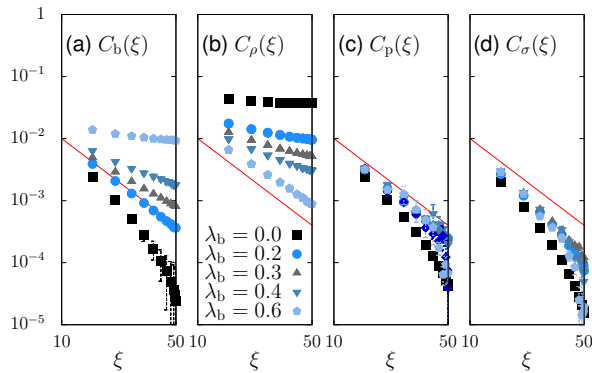 1
10⁻¹
10⁻²
10⁻³
10⁻⁴
10⁻⁵
(a) C_b(ξ)
(b) C_ρ(ξ)
(c) C_p(ξ)
(d) C_σ(ξ)
λ_b = 0.0
λ_b = 0.2
λ_b = 0.3
λ_b = 0.4
λ_b = 0.6
10 50 10 50 10 50 10 50
ξ ξ ξ ξ